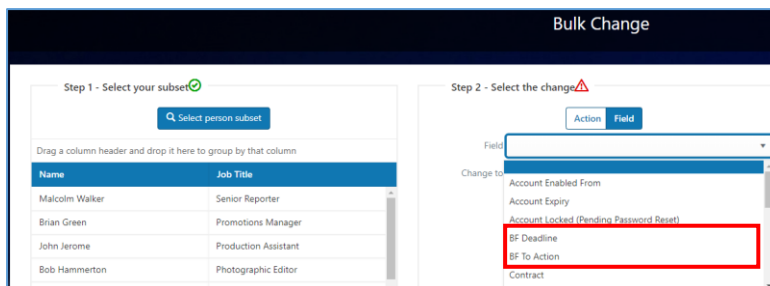 Bulk Change
Step 1 - Select your subset
Select person subset
Drag a column header and drop it here to group by that column
Name Job Title
Malcolm Walker Senior Reporter
Brian Green Promotions Manager
John Jerome Production Assistant
Bob Hammerton Photographic Editor
Step 2 - Select the change
Action Field
Field
Change to
Account Enabled From
Account Expiry
Account Locked (Pending Password Reset)
BF Deadline
BF To Action
Contract